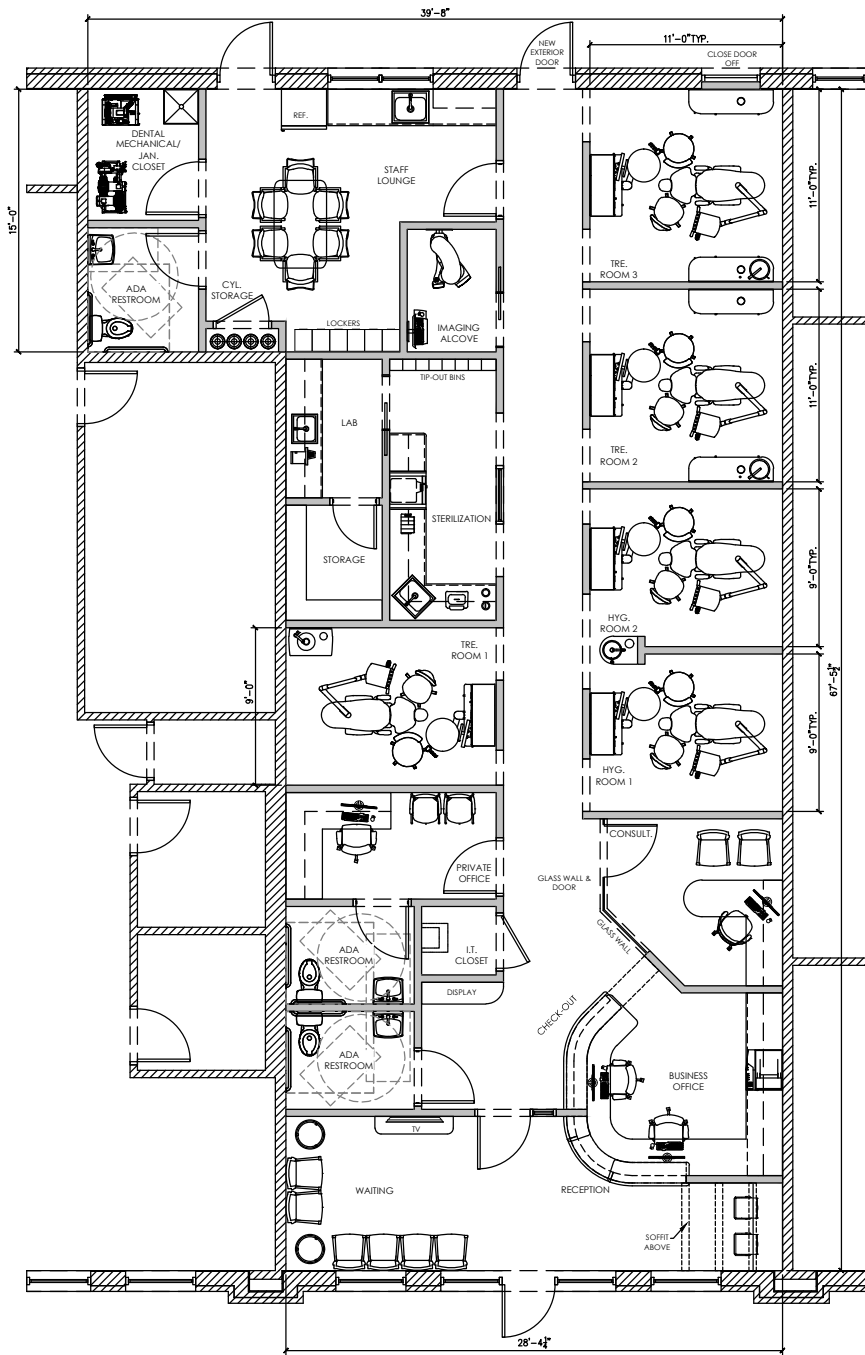 39'-8"
11'-0"TYP.
NEW
EXTERIOR
DOOR
CLOSE DOOR
OFF
REF.
DENTAL
MECHANICAL/
JAN.
CLOSET
STAFF
LOUNGE
15'-0"
11'-0"TYP.
ADA
RESTROOM
CYL.
STORAGE
TRE.
ROOM 3
LOCKERS
IMAGING
ALCOVE
TIP-OUT BINS
LAB
11'-0"TYP.
TRE.
ROOM 2
STERILIZATION
STORAGE
9'-0"TYP.
HYG.
ROOM 2
TRE.
ROOM 1
9'-0"
67'-5½"
9'-0"TYP.
HYG.
ROOM 1
CONSULT.
PRIVATE
OFFICE
GLASS WALL &
DOOR
GLASS WALL
ADA
RESTROOM
I.T.
CLOSET
DISPLAY
CHECK-OUT
ADA
RESTROOM
BUSINESS
OFFICE
TV
WAITING
RECEPTION
SOFFIT
ABOVE
28'-4¼"